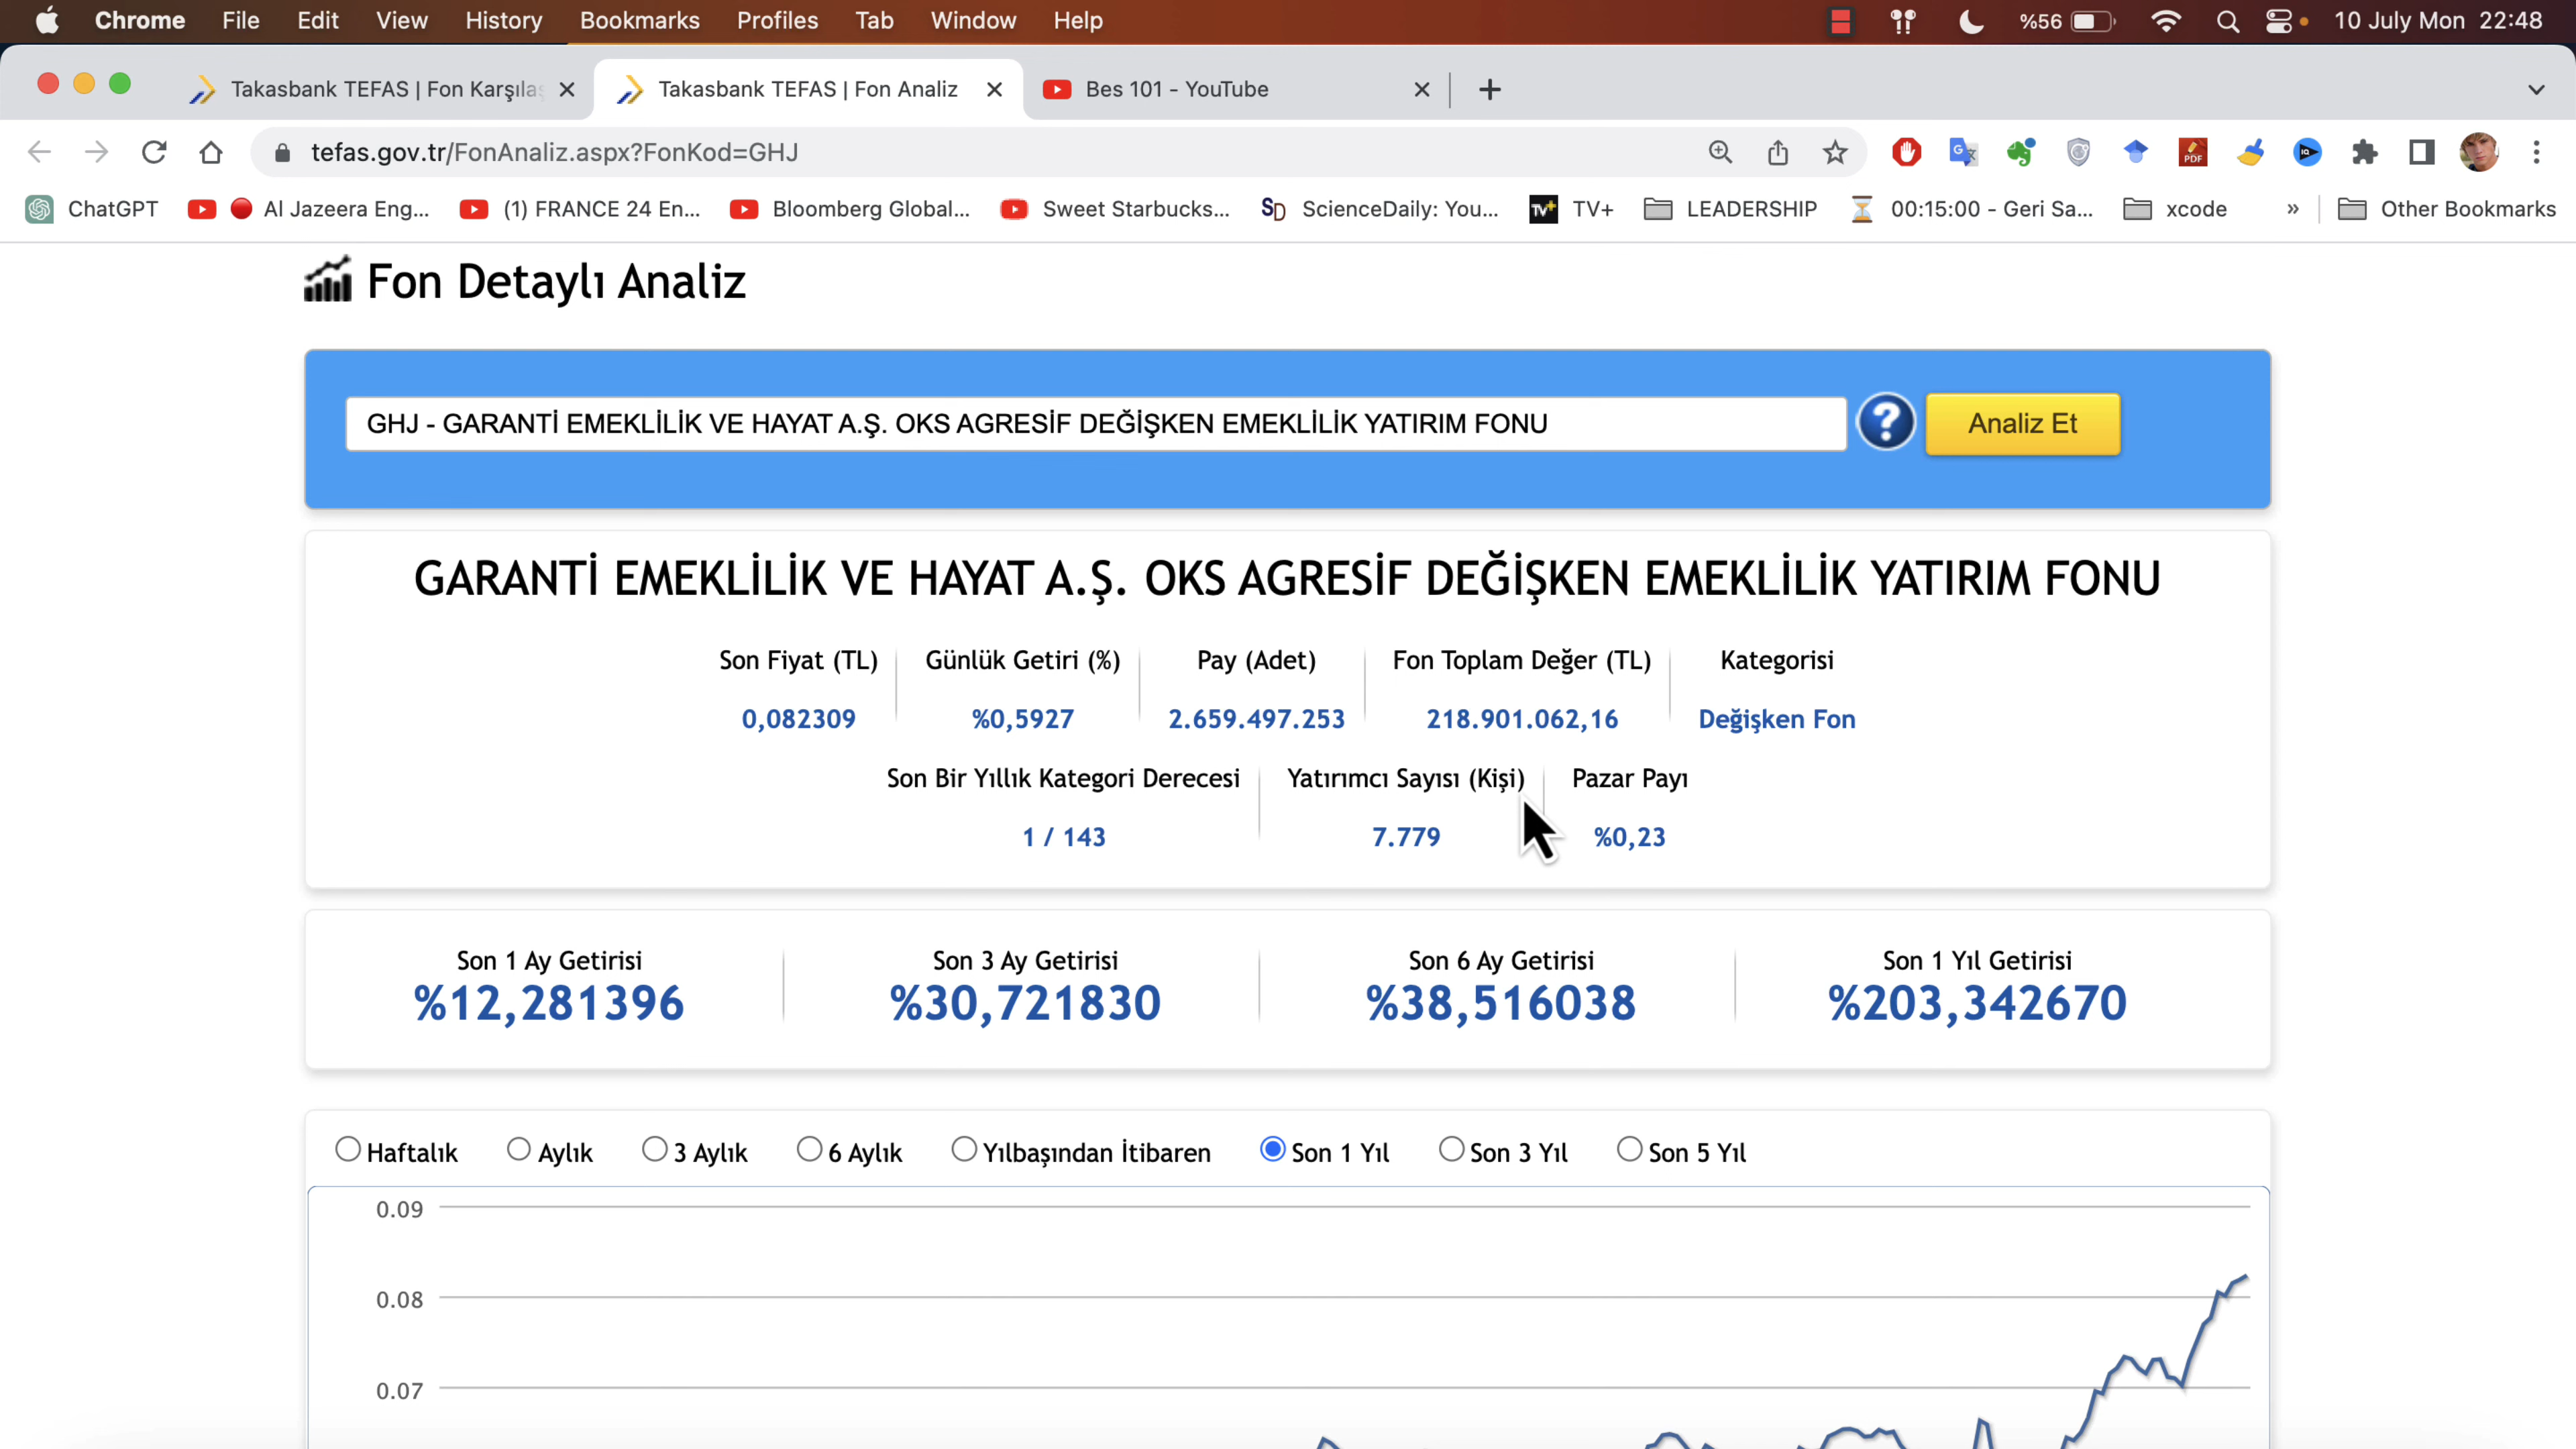 Chrome File Edit View History Bookmarks Profiles Tab Window Help %56 10 July Mon 22:48
Takasbank TEFAS | Fon Karşılaş Takasbank TEFAS | Fon Analiz Bes 101 - YouTube
tefas.gov.tr/FonAnaliz.aspx?FonKod=GHJ
ChatGPT Al Jazeera Eng... (1) FRANCE 24 En... Bloomberg Global... Sweet Starbucks... SD ScienceDaily: You... TV+ TV+ LEADERSHIP 00:15:00 - Geri Sa... xcode » Other Bookmarks
Fon Detaylı Analiz
GHJ - GARANTİ EMEKLİLİK VE HAYAT A.Ş. OKS AGRESİF DEĞİŞKEN EMEKLİLİK YATIRIM FONU ? Analiz Et
GARANTİ EMEKLİLİK VE HAYAT A.Ş. OKS AGRESİF DEĞİŞKEN EMEKLİLİK YATIRIM FONU
Son Fiyat (TL) Günlük Getiri (%) Pay (Adet) Fon Toplam Değer (TL) Kategorisi
0,082309 %0,5927 2.659.497.253 218.901.062,16 Değişken Fon
Son Bir Yıllık Kategori Derecesi Yatırımcı Sayısı (Kişi) Pazar Payı
1 / 143 7.779 %0,23
Son 1 Ay Getirisi Son 3 Ay Getirisi Son 6 Ay Getirisi Son 1 Yıl Getirisi
%12,281396 %30,721830 %38,516038 %203,342670
Haftalık Aylık 3 Aylık 6 Aylık Yılbaşından İtibaren Son 1 Yıl Son 3 Yıl Son 5 Yıl
0.09
0.08
0.07